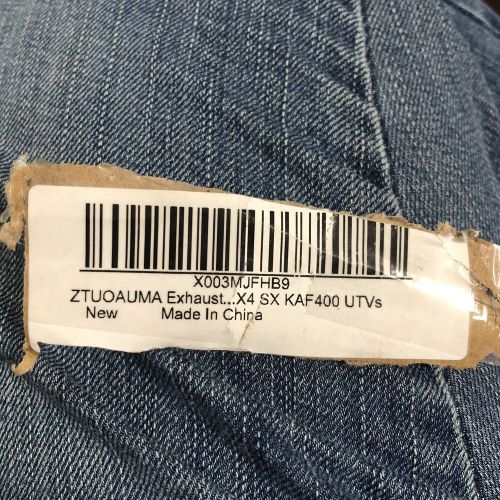 X003MJFHB9
ZTUOAUMA Exhaust...X4 SX KAF400 UTVs
New Made In China